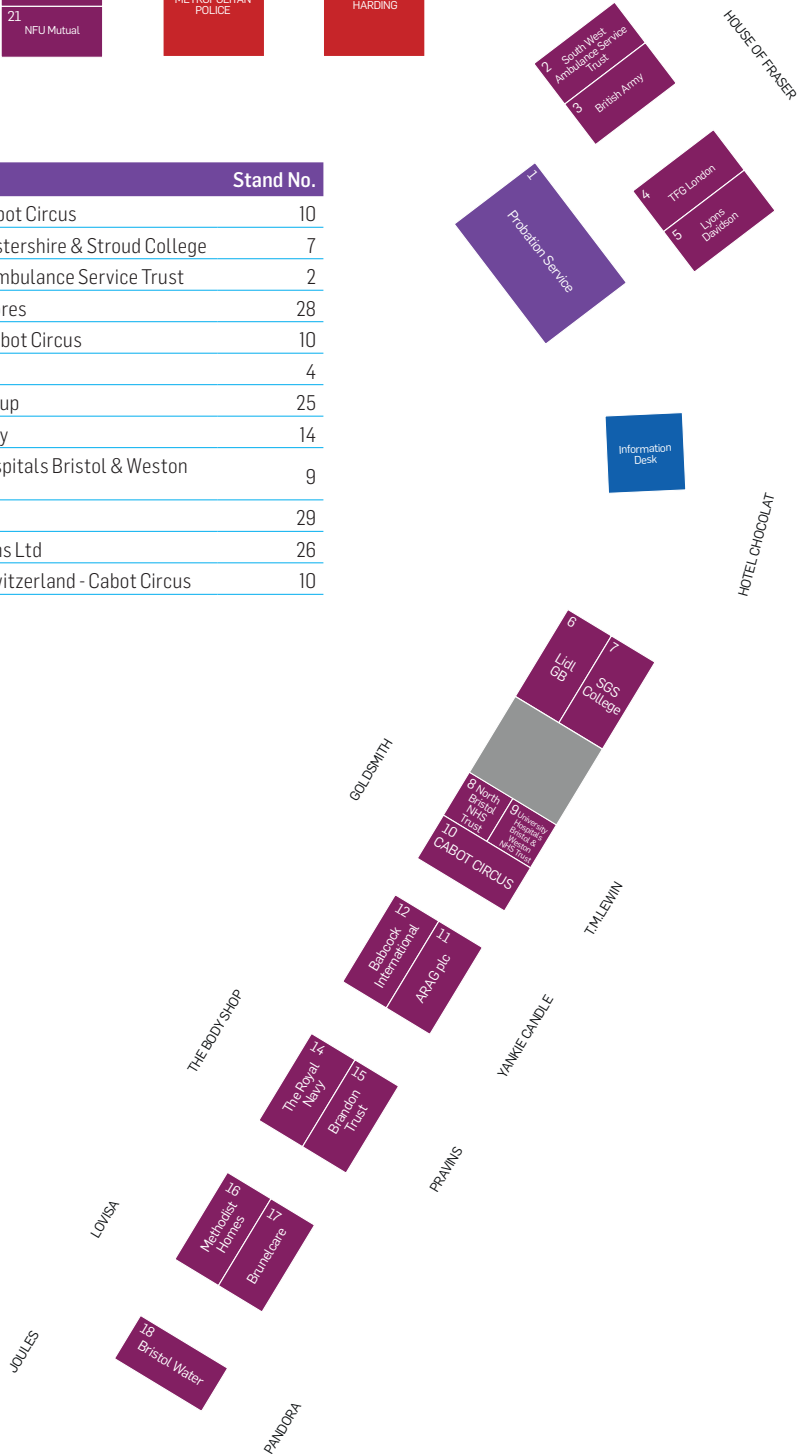 METROPOLITAN
POLICE
HARDING
21
NFU Mutual
HOUSE OF FRASER
2 South West
Ambulance Service
Trust
3 British Army
4 TFG London
5 Lyons
Davidson
1
Probation Service
Stand No.
bot Circus 10
stershire & Stroud College 7
mbulance Service Trust 2
res 28
bot Circus 10
4
up 25
y 14
spitals Bristol & Weston
9
29
ns Ltd 26
vitzerland - Cabot Circus 10
Information
Desk
HOTEL CHOCOLAT
6
Lidl
GB
7
SGS
College
GOLDSMITH
8 North
Bristol
NHS
Trust
9 University
Hospitals
Bristol &
Weston
NHS Trust
10
CABOT CIRCUS
T.M.LEWIN
12
Babcock
International
11
ARAG plc
THE BODY SHOP
YANKIE CANDLE
14
The Royal
Navy
15
Brandon
Trust
PRAVINS
LOVISA
16
Methodist
Homes
17
Brunelcare
JOULES
18
Bristol Water
PANDORA